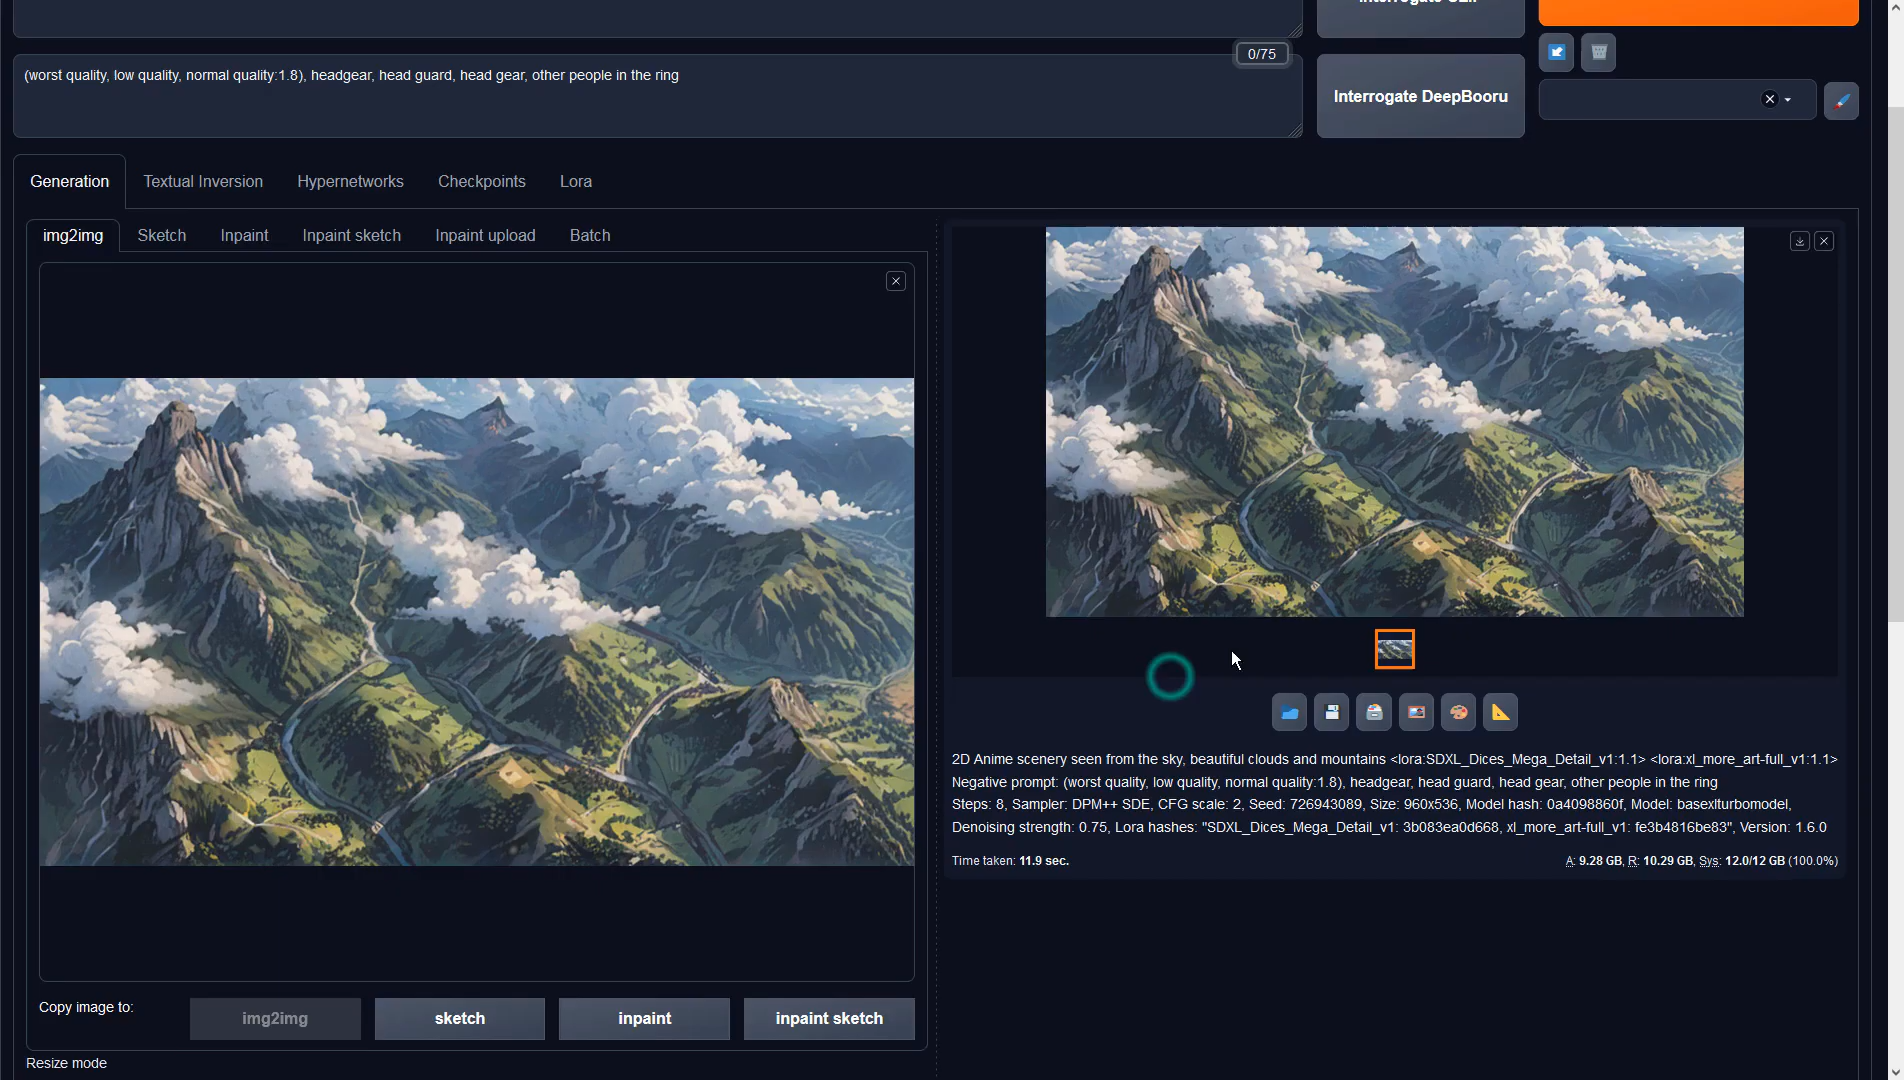 0/75
(worst quality, low quality, normal quality:1.8), headgear, head guard, head gear, other people in the ring
Interrogate DeepBooru
Generation Textual Inversion Hypernetworks Checkpoints Lora
img2img Sketch Inpaint Inpaint sketch Inpaint upload Batch
2D Anime scenery seen from the sky, beautiful clouds and mountains <lora:SDXL_Dices_Mega_Detail_v1:1.1> <lora:xl_more_art-full_v1:1.1>
Negative prompt: (worst quality, low quality, normal quality:1.8), headgear, head guard, head gear, other people in the ring
Steps: 8, Sampler: DPM++ SDE, CFG scale: 2, Seed: 726943089, Size: 960x536, Model hash: 0a4098860f, Model: basexlturbomodel,
Denoising strength: 0.75, Lora hashes: "SDXL_Dices_Mega_Detail_v1: 3b083ea0d668, xl_more_art-full_v1: fe3b4816be83", Version: 1.6.0
Time taken: 11.9 sec.
A: 9.28 GB, R: 10.29 GB, Sys: 12.0/12 GB (100.0%)
Copy image to:
img2img sketch inpaint inpaint sketch
Resize mode